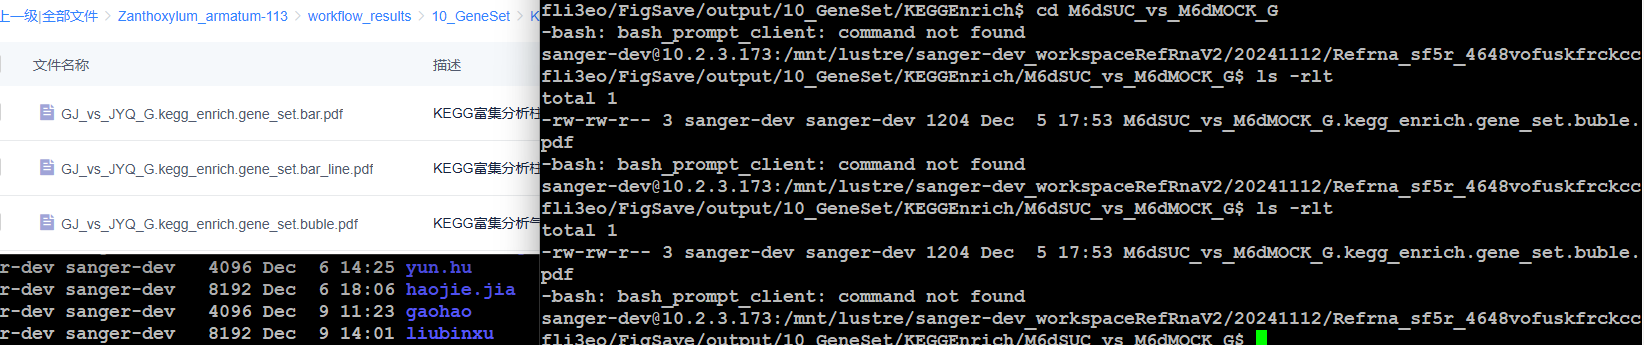 上一级|全部文件 > Zanthoxylum_armatum-113 > workflow_results > 10_GeneSet > K
文件名称 描述
GJ_vs_JYQ_G.kegg_enrich.gene_set.bar.pdf KEGG富集分析柱
GJ_vs_JYQ_G.kegg_enrich.gene_set.bar_line.pdf KEGG富集分析柱
GJ_vs_JYQ_G.kegg_enrich.gene_set.buble.pdf KEGG富集分析气
r-dev sanger-dev 4096 Dec 6 14:25 yun.hu
r-dev sanger-dev 8192 Dec 6 18:06 haojie.jia
r-dev sanger-dev 4096 Dec 9 11:23 gaohao
r-dev sanger-dev 8192 Dec 9 14:01 liubinxu
fli3eo/FigSave/output/10_GeneSet/KEGGEnrich$ cd M6dSUC_vs_M6dMOCK_G
-bash: bash_prompt_client: command not found
sanger-dev@10.2.3.173:/mnt/lustre/sanger-dev_workspaceRefRnaV2/20241112/Refrna_sf5r_4648vofuskfrckcc
fli3eo/FigSave/output/10_GeneSet/KEGGEnrich/M6dSUC_vs_M6dMOCK_G$ ls -rlt
total 1
-rw-rw-r-- 3 sanger-dev sanger-dev 1204 Dec 5 17:53 M6dSUC_vs_M6dMOCK_G.kegg_enrich.gene_set.buble.
pdf
-bash: bash_prompt_client: command not found
sanger-dev@10.2.3.173:/mnt/lustre/sanger-dev_workspaceRefRnaV2/20241112/Refrna_sf5r_4648vofuskfrckcc
fli3eo/FigSave/output/10_GeneSet/KEGGEnrich/M6dSUC_vs_M6dMOCK_G$ ls -rlt
total 1
-rw-rw-r-- 3 sanger-dev sanger-dev 1204 Dec 5 17:53 M6dSUC_vs_M6dMOCK_G.kegg_enrich.gene_set.buble.
pdf
-bash: bash_prompt_client: command not found
sanger-dev@10.2.3.173:/mnt/lustre/sanger-dev_workspaceRefRnaV2/20241112/Refrna_sf5r_4648vofuskfrckcc
fli3eo/FigSave/output/10_GeneSet/KEGGEnrich/M6dSUC_vs_M6dMOCK_G$